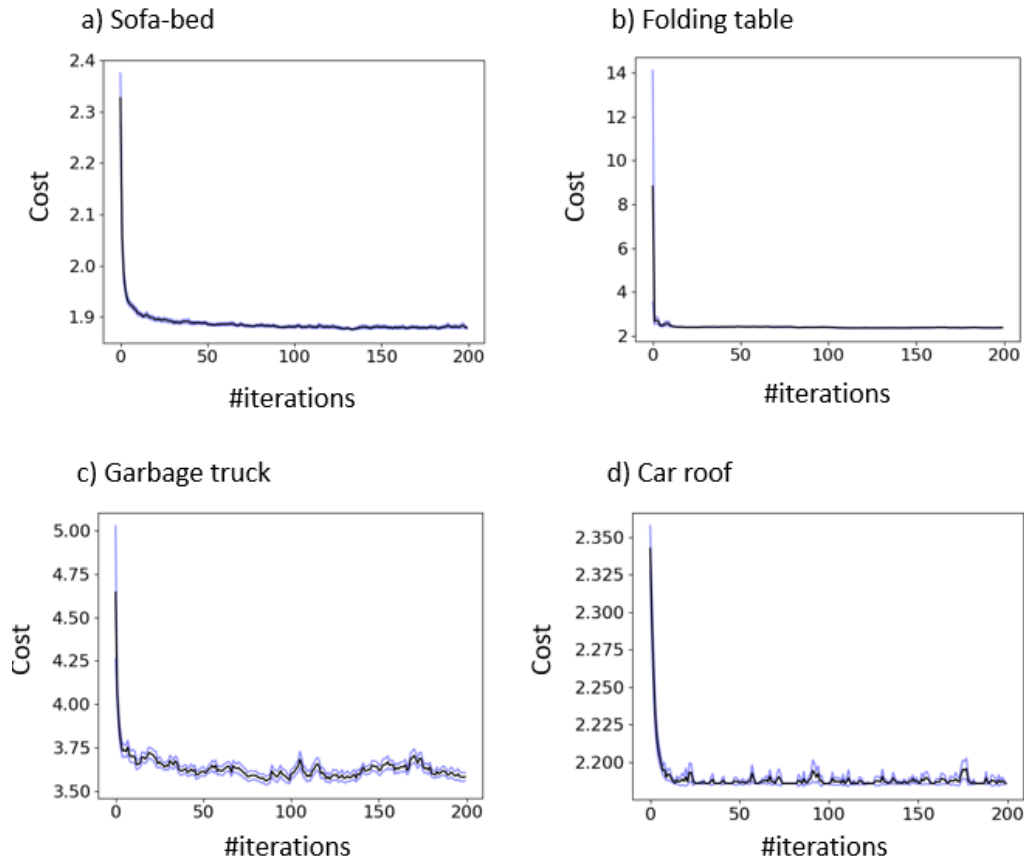 a) Sofa-bed
2.4
2.3
2.2
2.1
2.0
1.9
Cost
0 50 100 150 200
#iterations
b) Folding table
14
12
10
8
6
4
2
Cost
0 50 100 150 200
#iterations
c) Garbage truck
5.00
4.75
4.50
4.25
4.00
3.75
3.50
Cost
0 50 100 150 200
#iterations
d) Car roof
2.350
2.325
2.300
2.275
2.250
2.225
2.200
Cost
0 50 100 150 200
#iterations